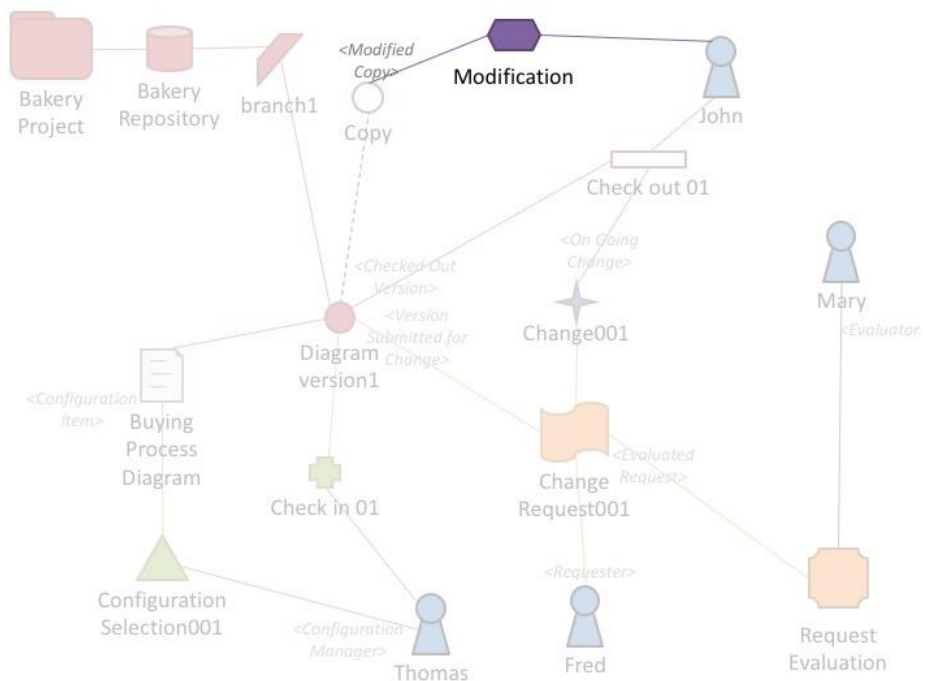 <Modified
Copy>
Modification
Bakery
Project
Bakery
Repository
branch1
Copy
John
Check out 01
<On Going
Change>
Mary
<Evaluator
<Checked Out
Version>
<Version
Submitted for
Change>
Change001
Diagram
version1
<Configuration
Item>
Buying
Process
Diagram
Check in 01
Change
Request001
<Evaluated
Request>
Configuration
Selection001
<Configuration
Manager>
Thomas
<Requester>
Fred
Request
Evaluation